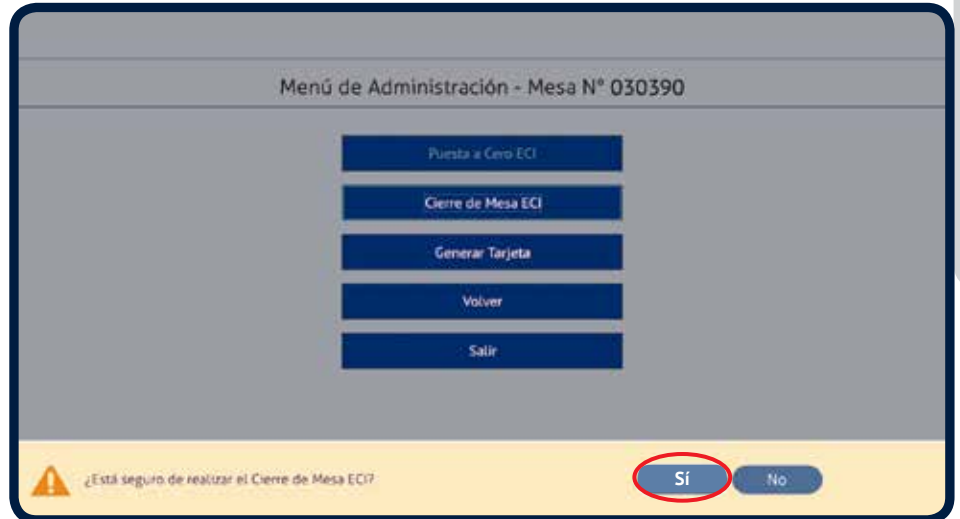 Menú de Administración - Mesa N° 030390
Puesta a Cero ECI
Cierre de Mesa ECI
Generar Tarjeta
Volver
Salir
¿Está seguro de realizar el Cierre de Mesa ECI?
Sí No